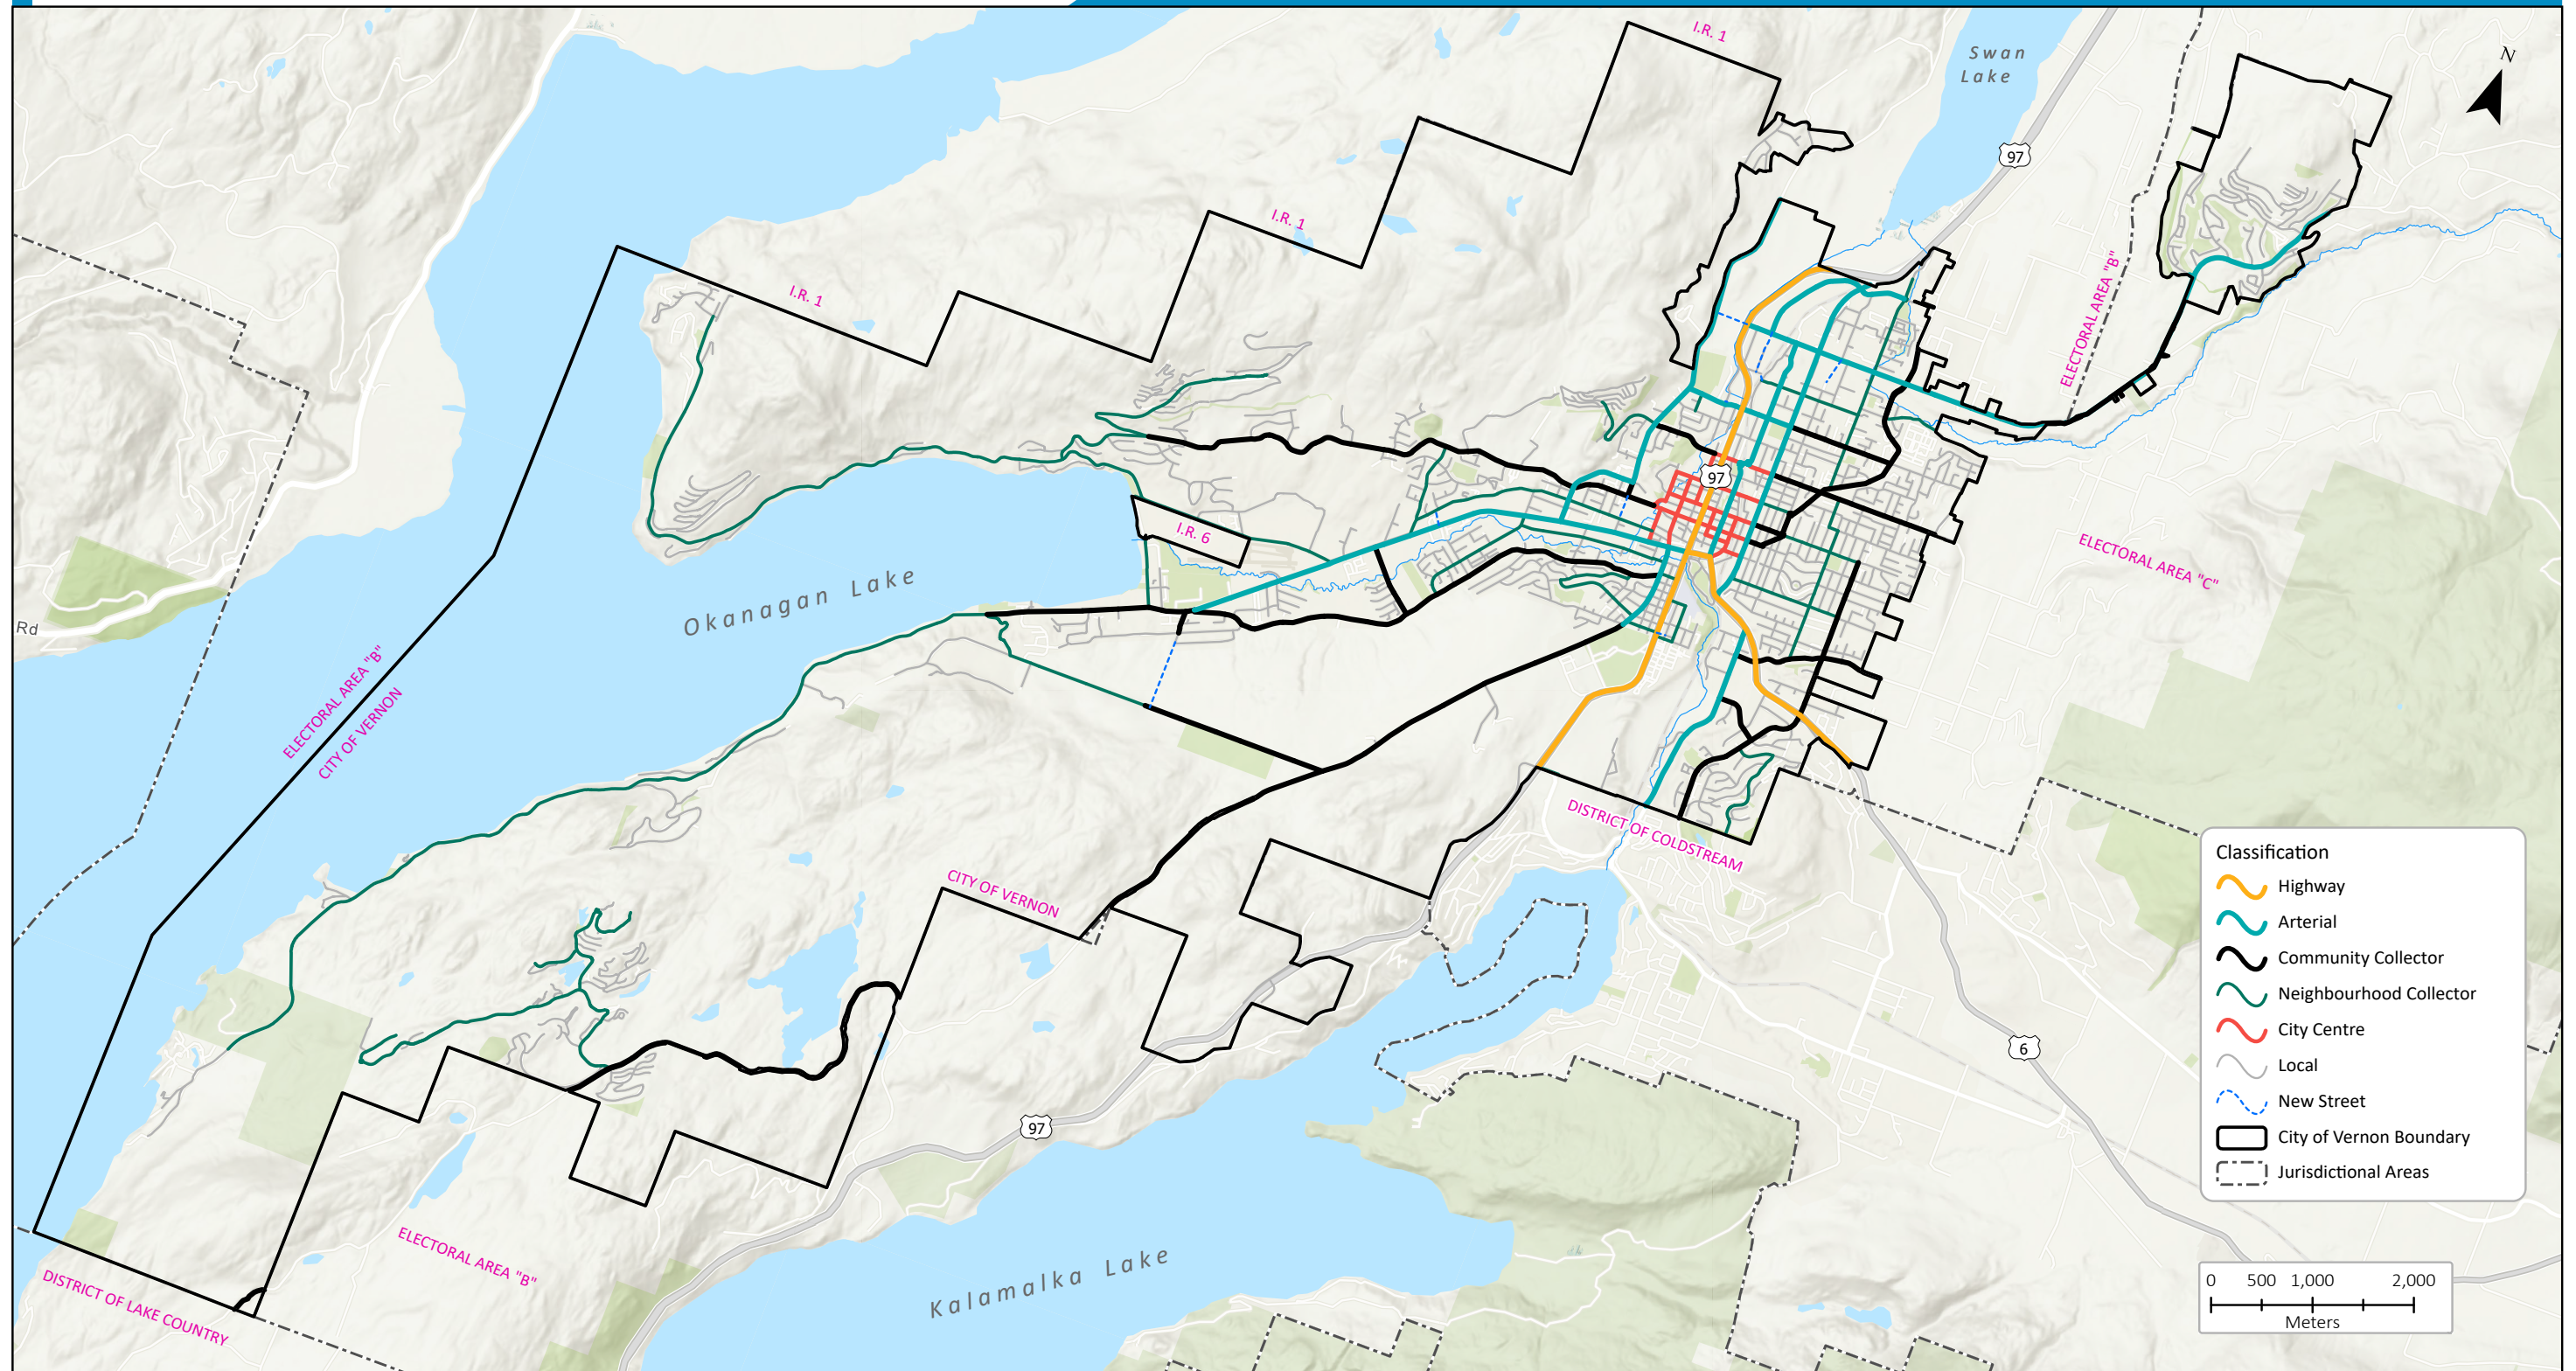 I.R. 1
Swan
Lake
N
97
I.R. 1
I.R. 1
ELECTORAL AREA "B"
97
I.R. 6
ELECTORAL AREA "C"
Okanagan Lake
Rd
ELECTORAL AREA "B"
CITY OF VERNON
DISTRICT OF COLDSTREAM
CITY OF VERNON
Classification
Highway
Arterial
Community Collector
Neighbourhood Collector
City Centre
Local
New Street
City of Vernon Boundary
Jurisdictional Areas
6
97
ELECTORAL AREA "B"
Kalamalka Lake
DISTRICT OF LAKE COUNTRY
0 500 1,000 2,000
Meters